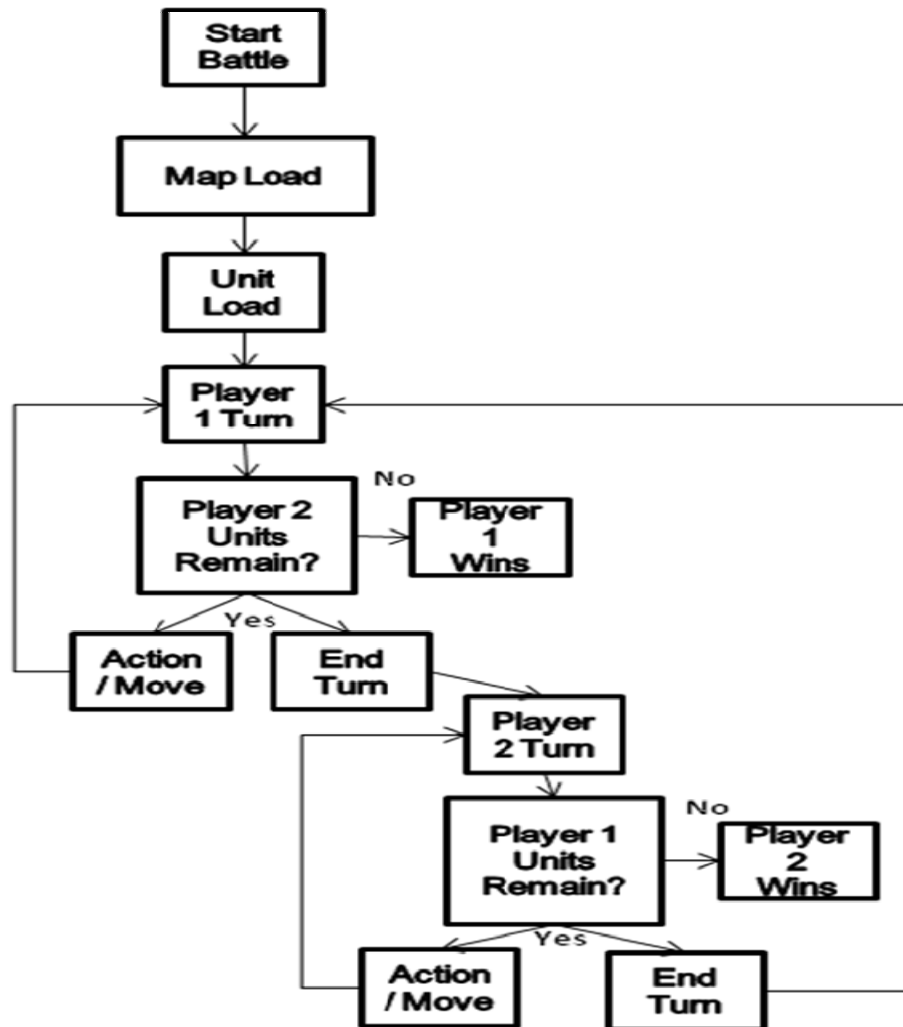 Start
Battle
Map Load
Unit
Load
Player
1 Turn
No
Player 2
Units
Remain?
Player
1
Wins
Yes
Action
/ Move
End
Turn
Player
2 Turn
No
Player 1
Units
Remain?
Player
2
Wins
Yes
Action
/ Move
End
Turn